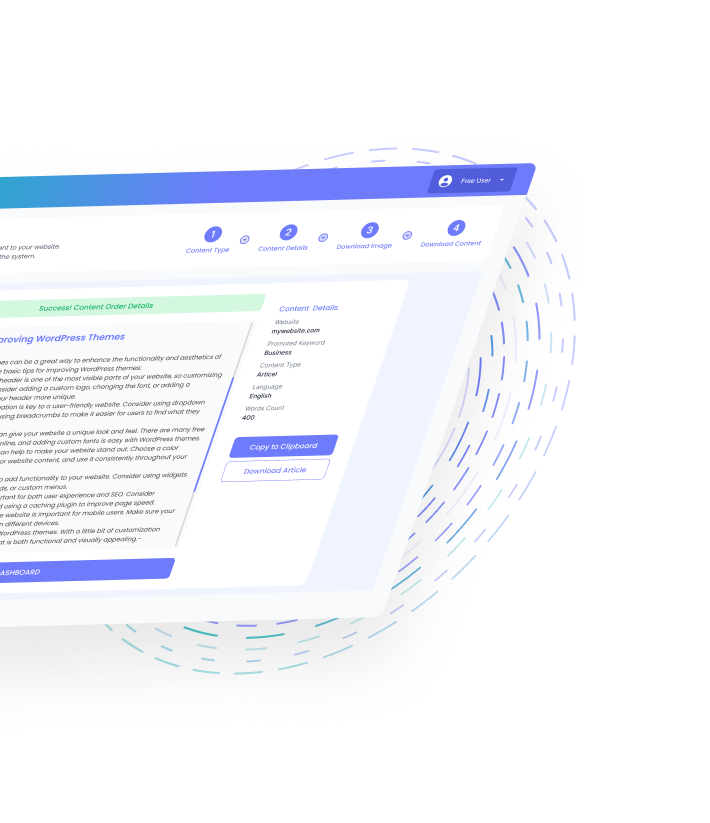 Free User
ent to your website.
the system.
1
2
3
4
Content Type
Content Details
Download Image
Download Content
Success! Content Order Details
proving WordPress Themes
es can be a great way to enhance the functionality and aesthetics of
e basic tips for improving WordPress themes:
header is one of the most visible parts of your website, so customizing
nsider adding a custom logo, changing the font, or adding a
ur header more unique.
ation is key to a user-friendly website. Consider using dropdown
using breadcrumbs to make it easier for users to find what they
an give your website a unique look and feel. There are many free
nline, and adding custom fonts is easy with WordPress themes.
an help to make your website stand out. Choose a color
or website content, and use it consistently throughout your
o add functionality to your website. Consider using widgets
ds, or custom menus.
rtant for both user experience and SEO. Consider
d using a caching plugin to improve page speed.
e website is important for mobile users. Make sure your
n different devices.
WordPress themes. With a little bit of customization
at is both functional and visually appealing.~
ASHBOARD
Content Details
Website
mywebsite.com
Promoted Keyword
Business
Content Type
Articel
Language
English
Words Count
400
Copy to Clipboard
Download Article